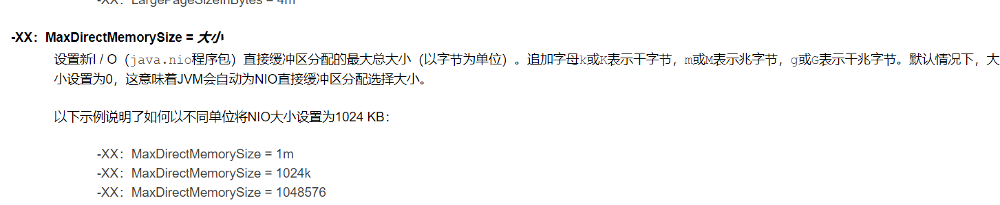 -XX：LargePageSizeInBytes = 4m
-XX：MaxDirectMemorySize = 大小
设置新I / O（java.nio程序包）直接缓冲区分配的最大总大小（以字节为单位）。追加字母k或K表示千字节，m或M表示兆字节，g或G表示千兆字节。默认情况下，大
小设置为0，这意味着JVM会自动为NIO直接缓冲区分配选择大小。
以下示例说明了如何以不同单位将NIO大小设置为1024 KB：
-XX：MaxDirectMemorySize = 1m
-XX：MaxDirectMemorySize = 1024k
-XX：MaxDirectMemorySize = 1048576